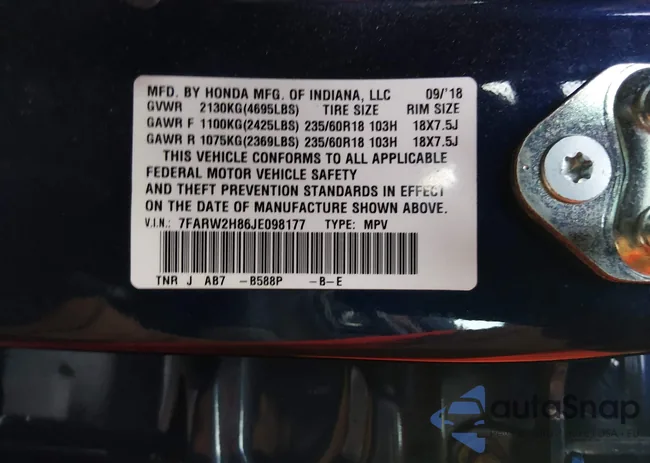 MFD. BY HONDA MFG. OF INDIANA, LLC 09/'18
GVWR 2130KG(4695LBS) TIRE SIZE RIM SIZE
GAWR F 1100KG(2425LBS) 235/60R18 103H 18X7.5J
GAWR R 1075KG(2369LBS) 235/60R18 103H 18X7.5J
THIS VEHICLE CONFORMS TO ALL APPLICABLE
FEDERAL MOTOR VEHICLE SAFETY
AND THEFT PREVENTION STANDARDS IN EFFECT
ON THE DATE OF MANUFACTURE SHOWN ABOVE.
V.I.N.: 7FARW2H86JE098177 TYPE: MPV
TNR J AB7 -B588P -B-E
autoSnap